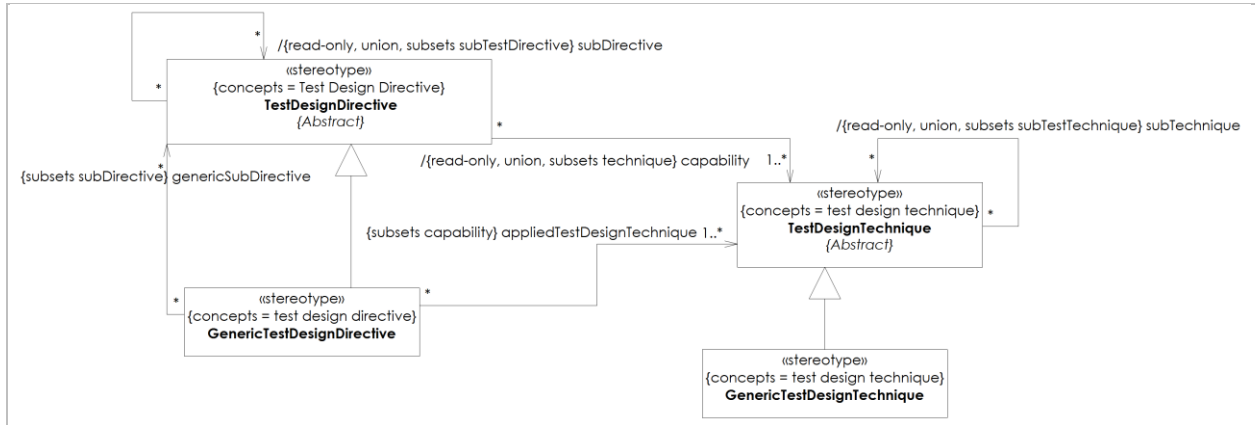 *
/{read-only, union, subsets subTestDirective} subDirective
*
«stereotype»
{concepts = Test Design Directive}
TestDesignDirective
{Abstract}
*
/{read-only, union, subsets subTestTechnique} subTechnique
/{read-only, union, subsets technique} capability
1..*
*
*
{subsets subDirective} genericSubDirective
«stereotype»
{concepts = test design technique}
TestDesignTechnique
{Abstract}
*
{subsets capability} appliedTestDesignTechnique 1..*
*
*
«stereotype»
{concepts = test design directive}
GenericTestDesignDirective
«stereotype»
{concepts = test design technique}
GenericTestDesignTechnique